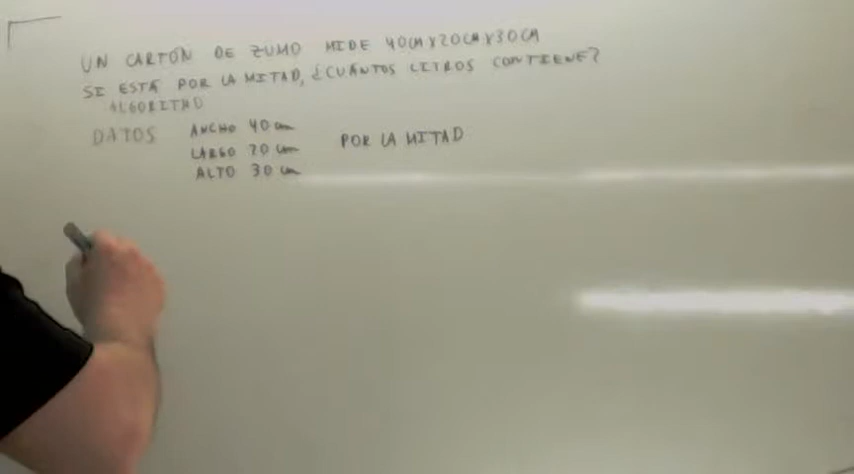 UN CARTÓN DE ZUMO MIDE 40CMX20CMX30CM
SI ESTÁ POR LA MITAD, ¿CUÁNTOS LITROS CONTIENE?
ALGORITMO
DATOS ANCHO 40 cm POR LA MITAD
LARGO 20 cm
ALTO 30 cm